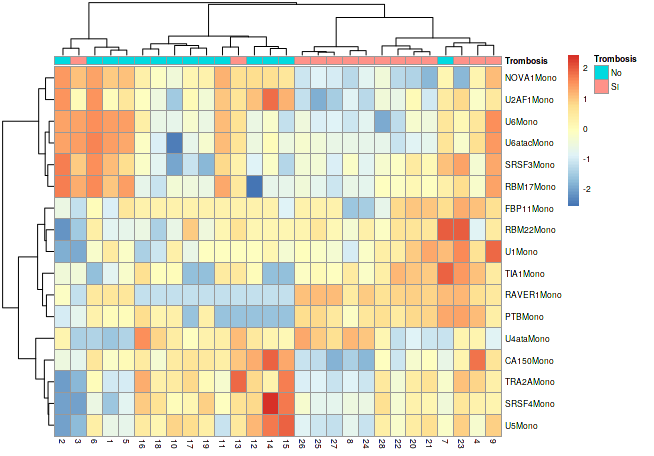 Trombosis
NOVA1Mono
U2AF1Mono
U6Mono
U6atacMono
SRSF3Mono
RBM17Mono
FBP11Mono
RBM22Mono
U1Mono
TIA1Mono
RAVER1Mono
PTBMono
U4ataMono
CA150Mono
TRA2AMono
SRSF4Mono
U5Mono
2 3 6 1 5 16 18 10 17 19 11 13 12 14 15 26 25 27 8 24 28 22 20 21 7 23 4 9
2
1
0
-1
-2
Trombosis
No
SI